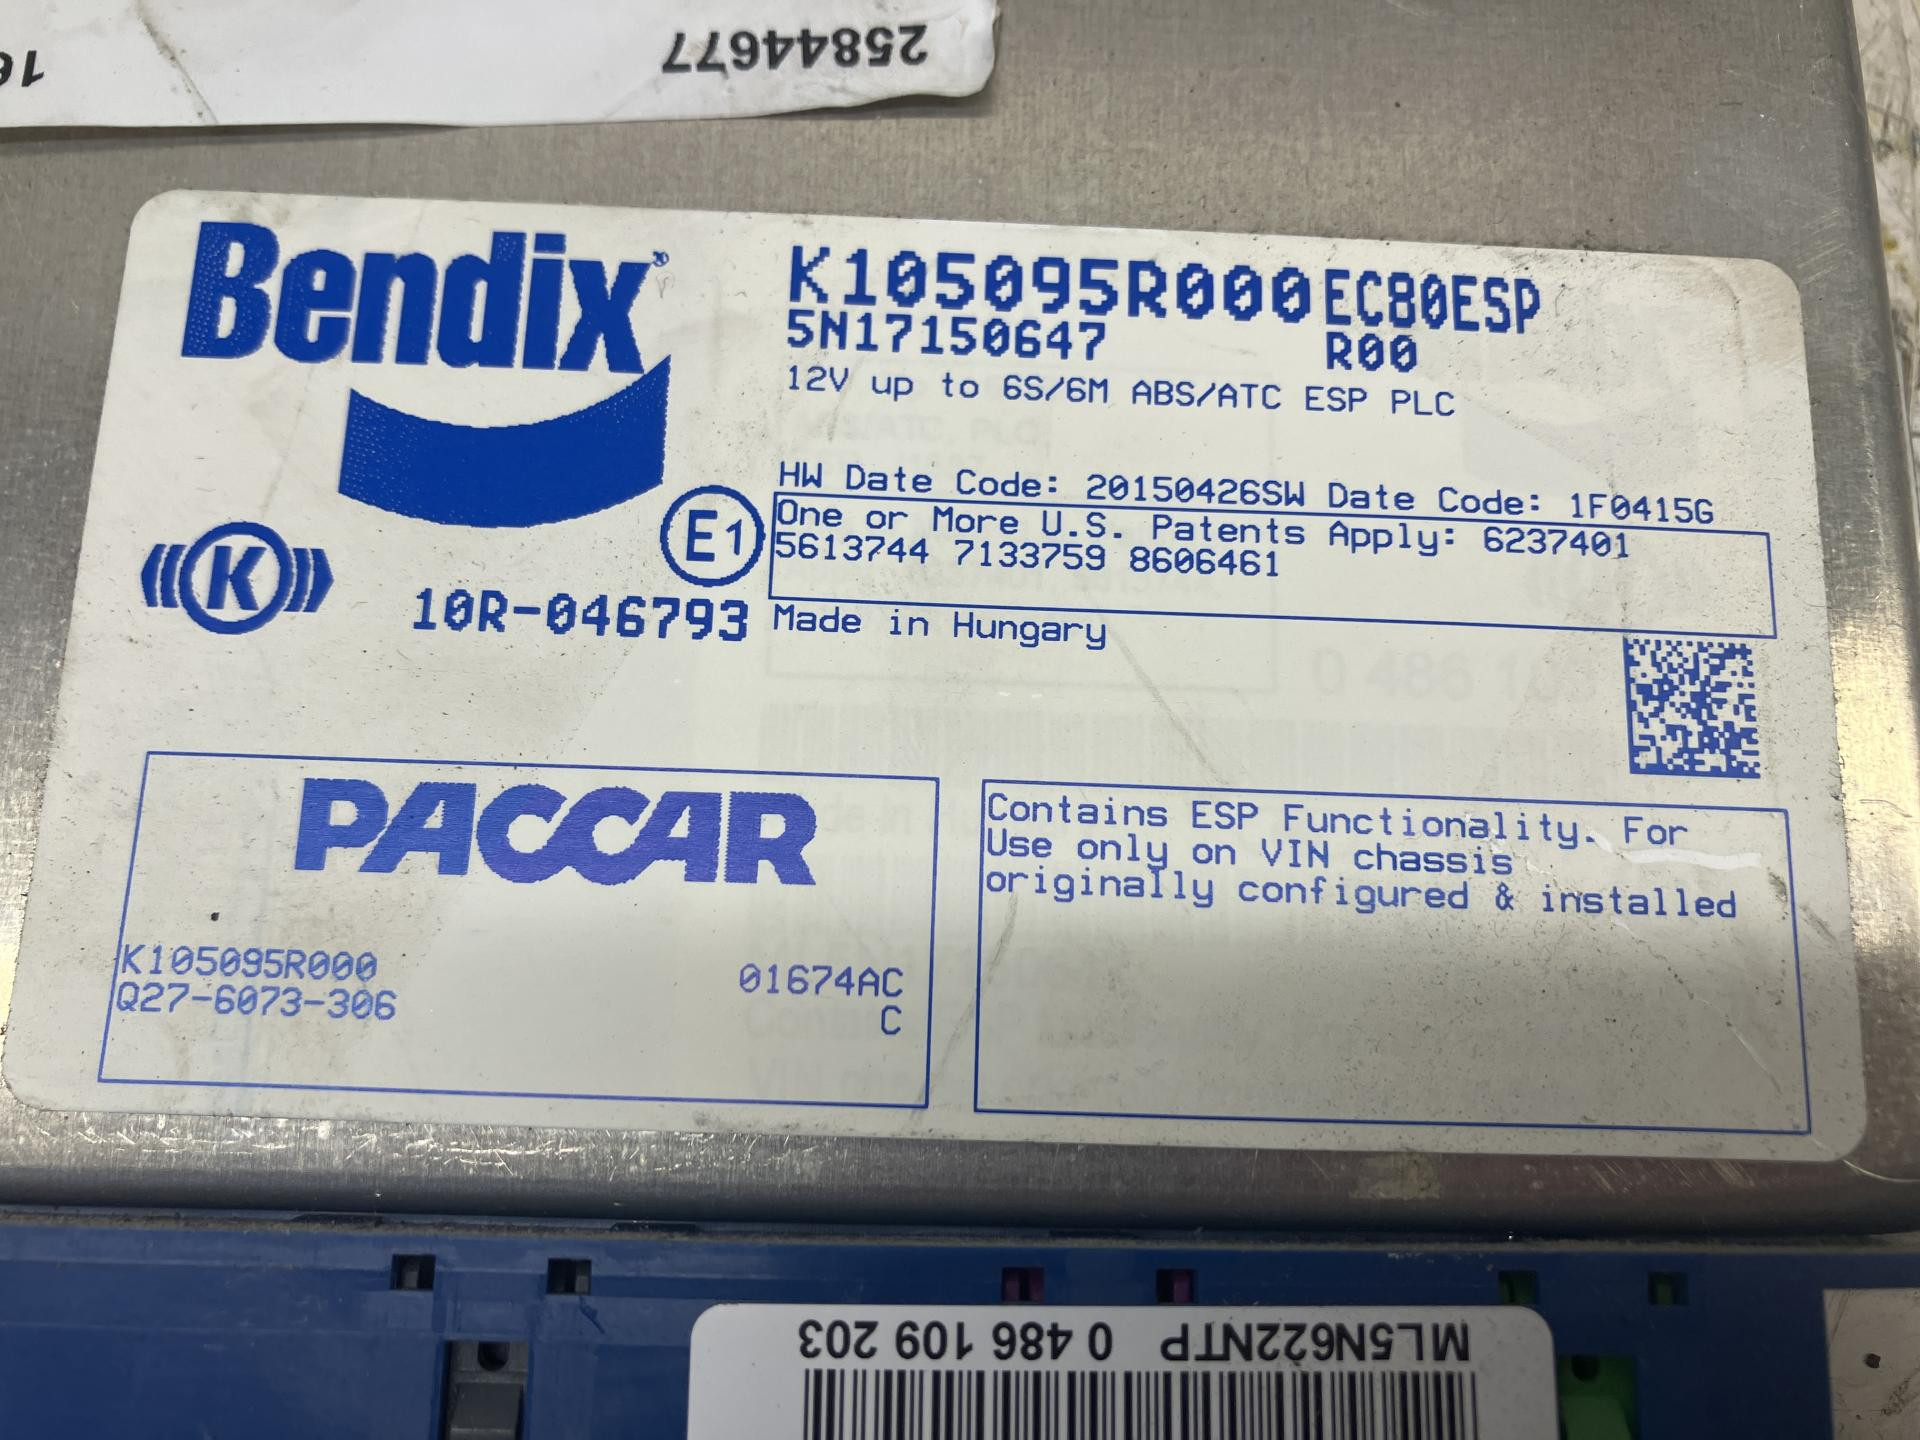 25844677
Bendix®
K105095R000 EC80ESP
5N17150647 R00
12V up to 6S/6M ABS/ATC ESP PLC
HW Date Code: 20150426SW Date Code: 1F0415G
One or More U.S. Patents Apply: 6237401
5613744 7133759 8606461
E1
K
10R-046793
Made in Hungary
PACCAR
K105095R000
01674AC
Q27-6073-306
C
Contains ESP Functionality. For
Use only on VIN chassis
originally configured & installed
ML5N622NTP 0 486 109 203